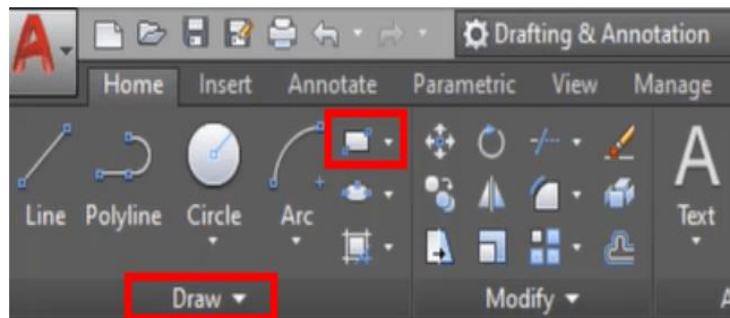 Drafting & Annotation
Home Insert Annotate Parametric View Manage
Line Polyline Circle Arc Text
Draw Modify